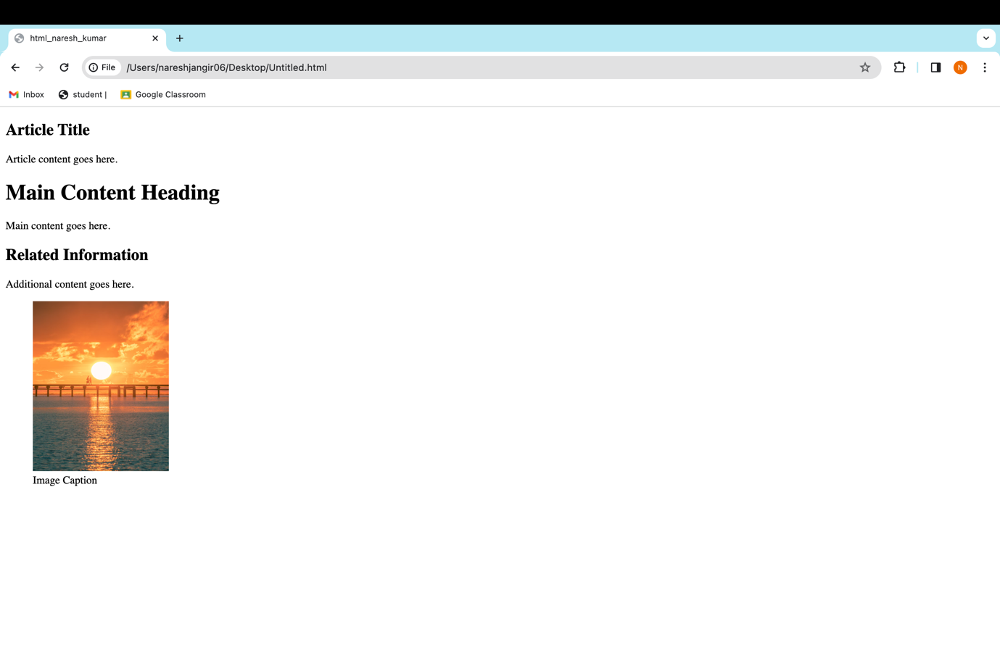 html_naresh_kumar
File /Users/nareshjangir06/Desktop/Untitled.html
N
Inbox student | Google Classroom
Article Title
Article content goes here.
Main Content Heading
Main content goes here.
Related Information
Additional content goes here.
Image Caption